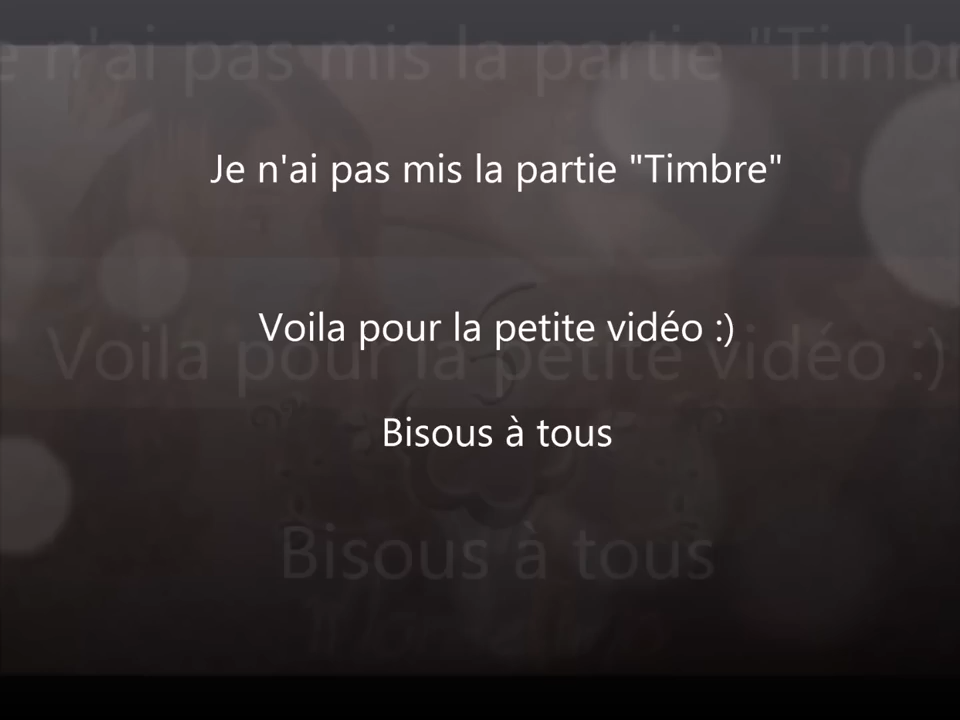 Je n'ai pas mis la partie "Timbre"
Voila pour la petite vidéo :)
Bisous à tous